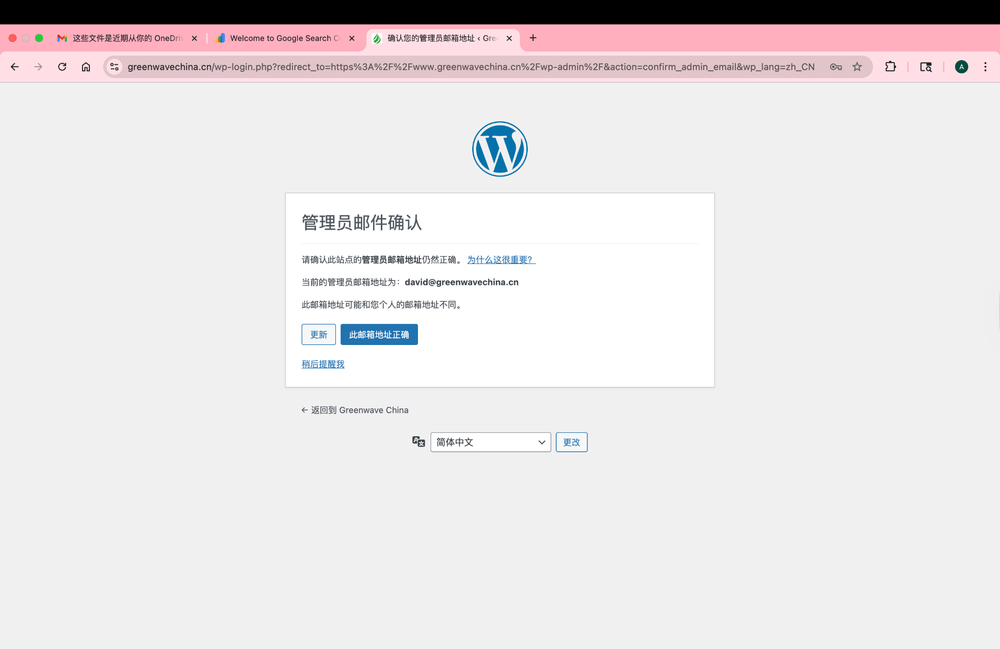 这些文件是近期从你的 OneDriv
Welcome to Google Search C
确认您的管理员邮箱地址 ‹ Gre
greenwavechina.cn/wp-login.php?redirect_to=https%3A%2F%2Fwww.greenwavechina.cn%2Fwp-admin%2F&action=confirm_admin_email&wp_lang=zh_CN
A
管理员邮件确认
请确认此站点的管理员邮箱地址仍然正确。 为什么这很重要？
当前的管理员邮箱地址为：david@greenwavechina.cn
此邮箱地址可能和您个人的邮箱地址不同。
更新 此邮箱地址正确
稍后提醒我
← 返回到 Greenwave China
简体中文 更改